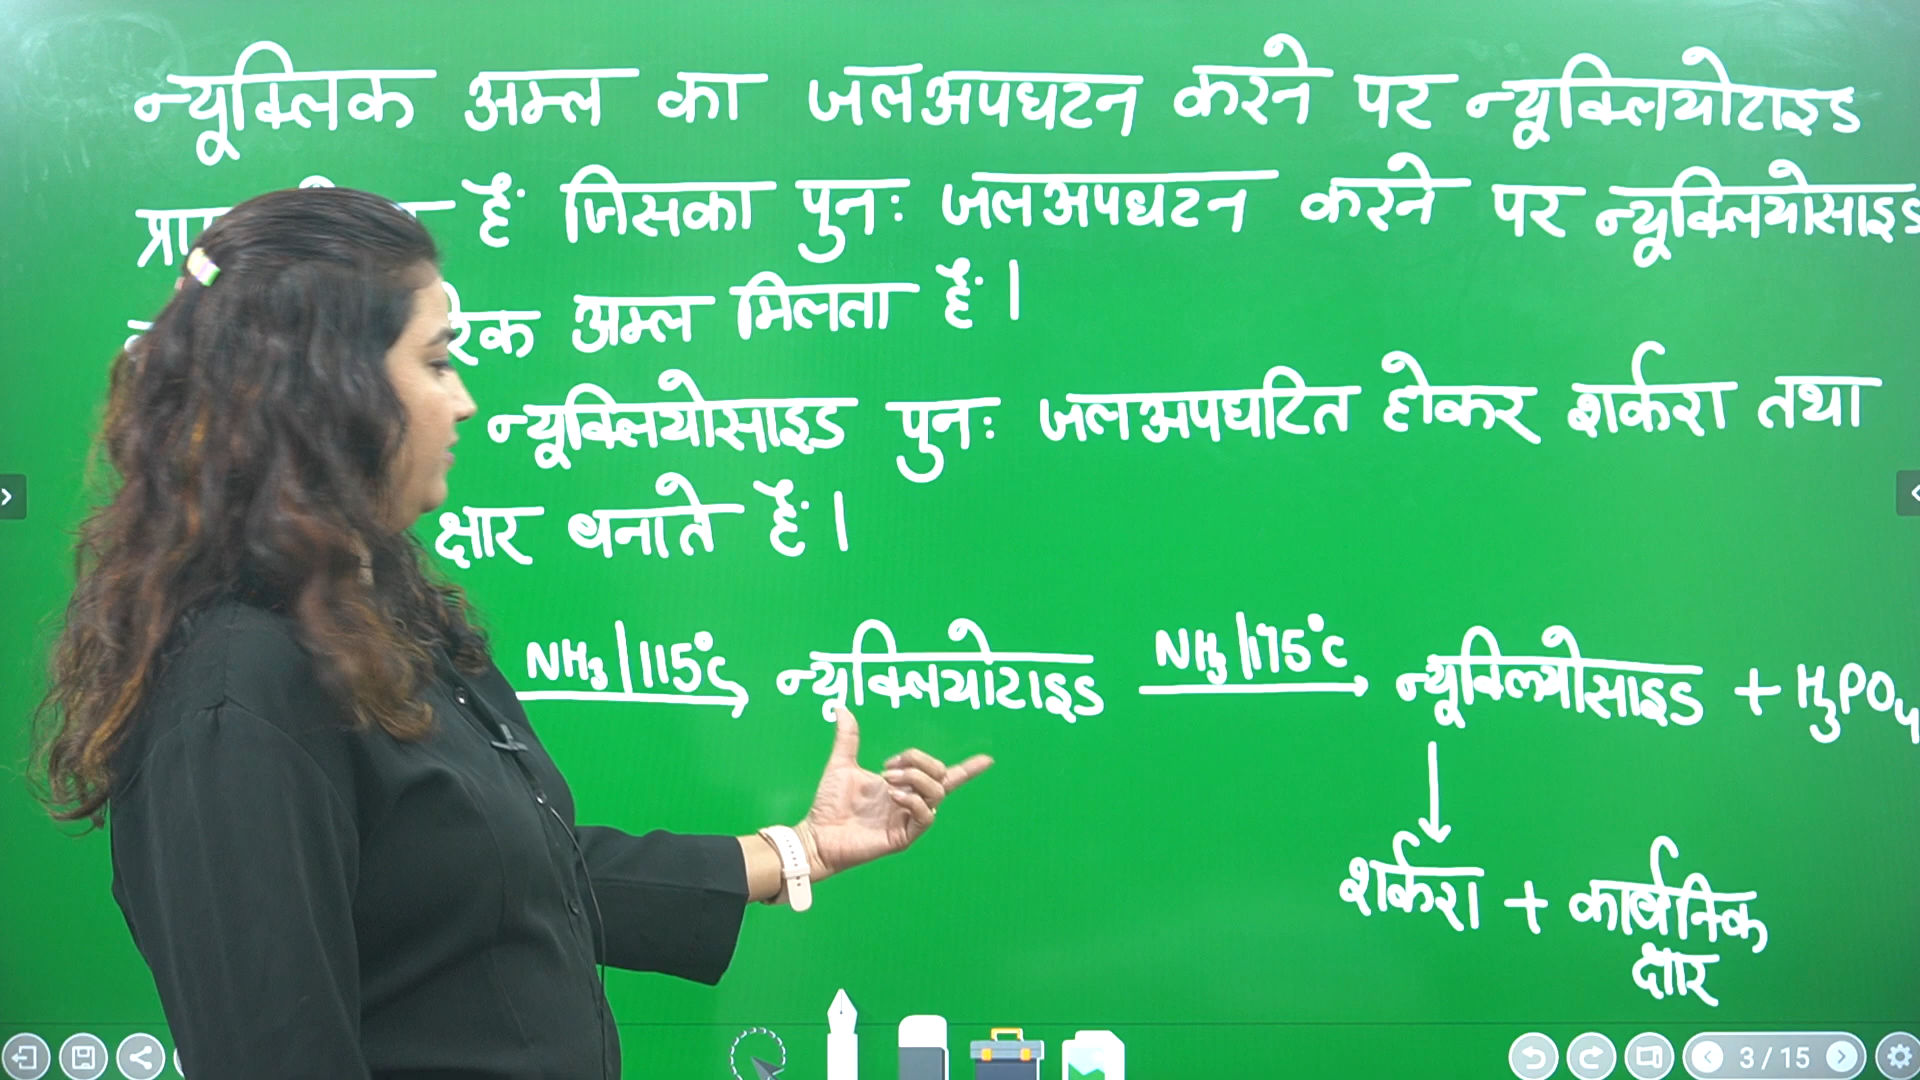 न्यूक्लिक अम्ल का जलअपघटन करने पर न्यूक्लियोटाइड
हैं जिसका पुनः जलअपघटन करने पर न्यूक्लियोसाइड
अम्ल मिलता हैं।
न्यूक्लियोसाइड पुनः जलअपघटित होकर शर्करा तथा
क्षार बनाते हैं।
NH3|115°C न्यूक्लियोटाइड NH3|175°C न्यूक्लियोसाइड + H3PO4
शर्करा + कार्बनिक
क्षार
3 / 15